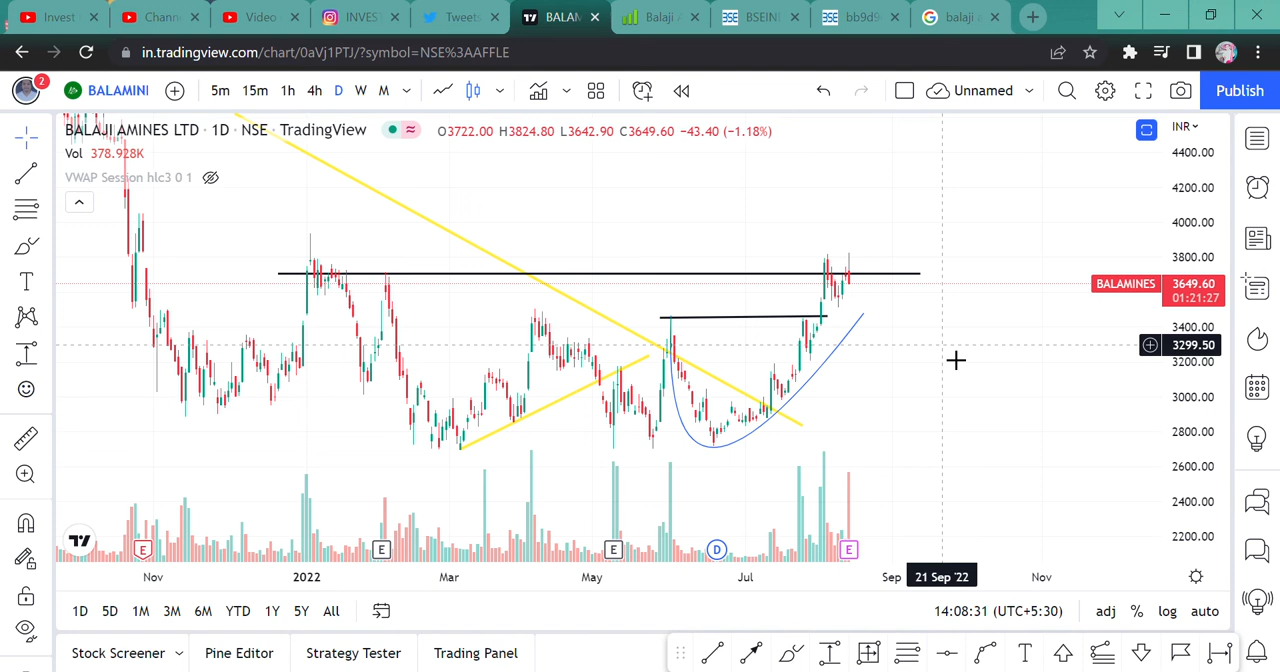 Invest
Chann
Video
INVEST
Tweets
BALAM
Balaji A
BSEIN
bb9d9
balaji a
in.tradingview.com/chart/0aVj1PTJ/?symbol=NSE%3AAFFLE
2
BALAMINI
5m 15m 1h 4h D W M
Unnamed
Publish
BALAJI AMINES LTD · 1D · NSE · TradingView
O3722.00 H3824.80 L3642.90 C3649.60 −43.40 (−1.18%)
INR
Vol 378.928K
VWAP Session hlc3 0 1
4400.00
4200.00
4000.00
3800.00
BALAMINES 3649.60
01:21:27
3400.00
3299.50
3200.00
3000.00
2800.00
2600.00
2400.00
2200.00
E E E D E
Nov 2022 Mar May Jul Sep 21 Sep '22 Nov
1D 5D 1M 3M 6M YTD 1Y 5Y All
14:08:31 (UTC+5:30)
adj % log auto
Stock Screener
Pine Editor
Strategy Tester
Trading Panel